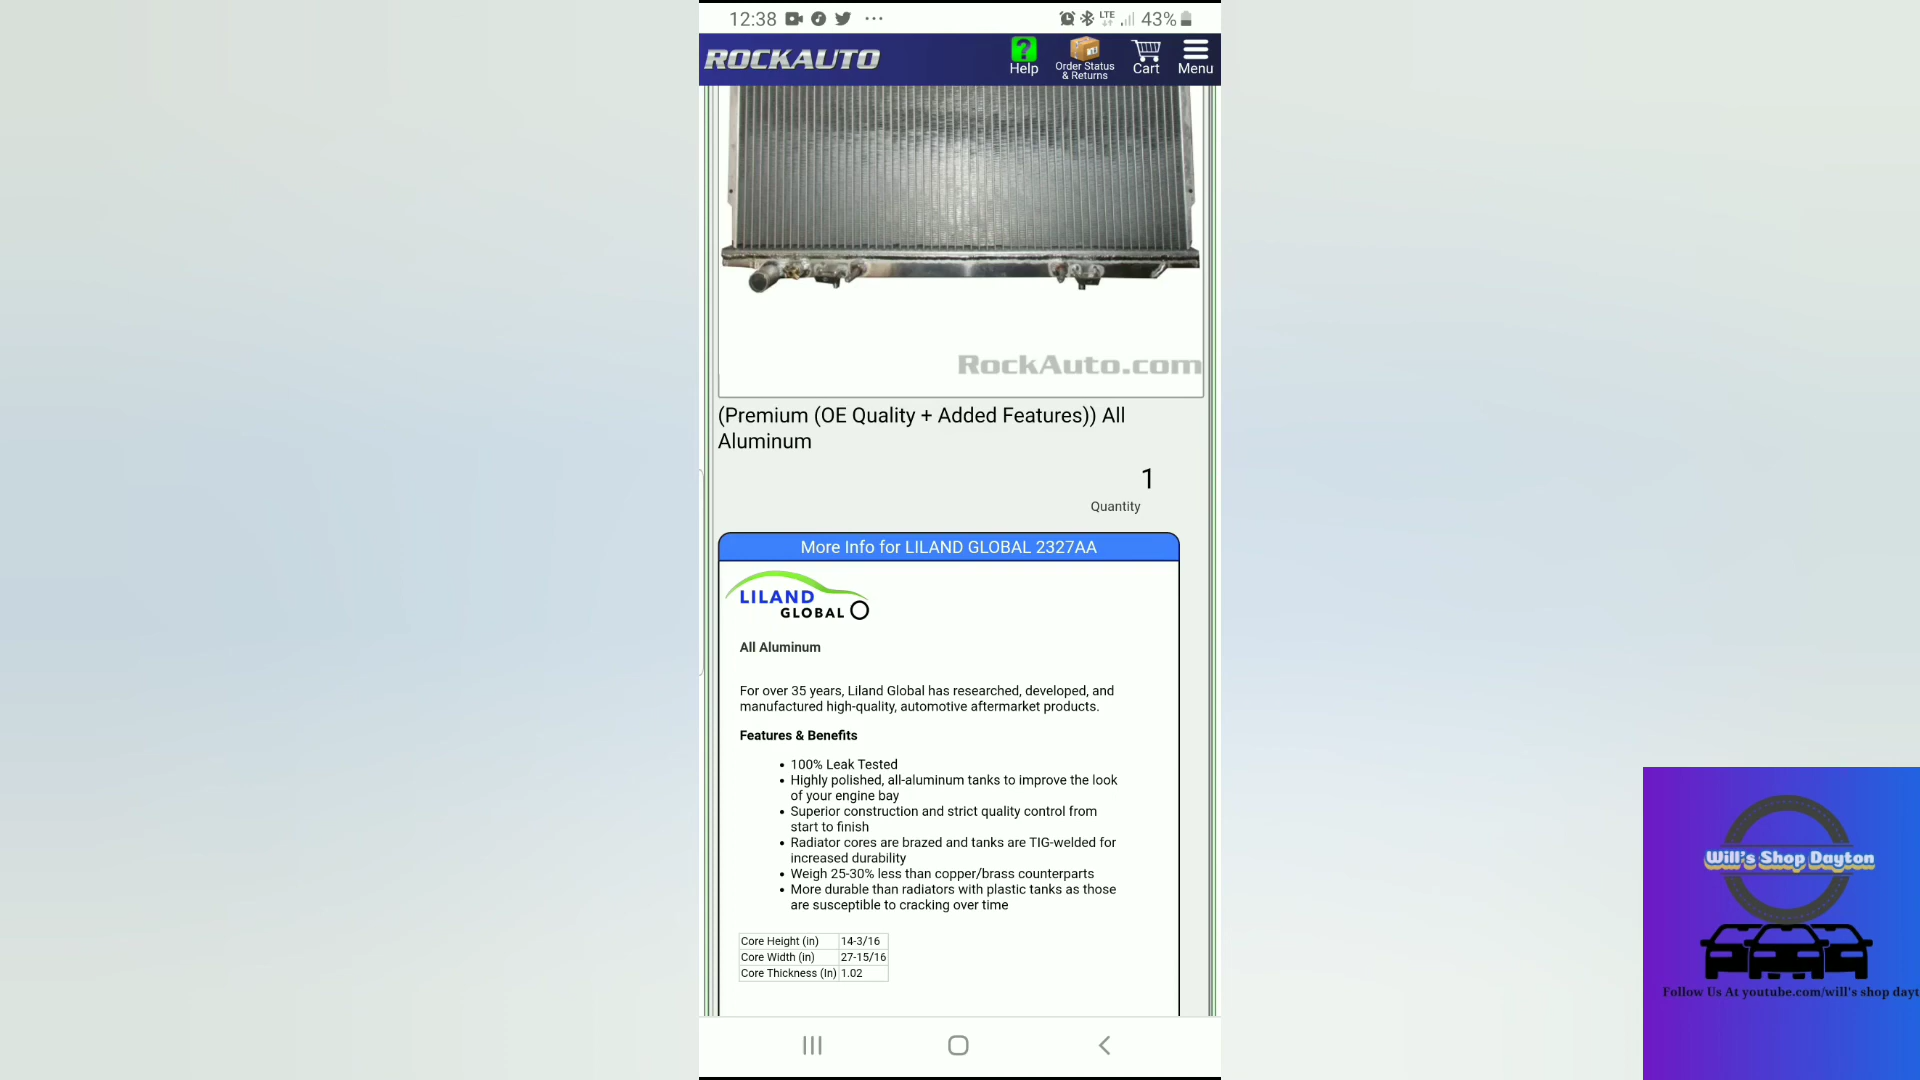 12:38
LTE
43%
ROCKAUTO
?
Help
Order Status
& Returns
Cart
Menu
RockAuto.com
(Premium (OE Quality + Added Features)) All
Aluminum
1
Quantity
More Info for LILAND GLOBAL 2327AA
LILAND
GLOBAL
All Aluminum
For over 35 years, Liland Global has researched, developed, and
manufactured high-quality, automotive aftermarket products.
Features & Benefits
• 100% Leak Tested
• Highly polished, all-aluminum tanks to improve the look
of your engine bay
• Superior construction and strict quality control from
start to finish
• Radiator cores are brazed and tanks are TIG-welded for
increased durability
• Weigh 25-30% less than copper/brass counterparts
• More durable than radiators with plastic tanks as those
are susceptible to cracking over time
Core Height (in) 14-3/16
Core Width (in) 27-15/16
Core Thickness (In) 1.02
Will's Shop Dayton
Follow Us At youtube.com/will's shop dayt